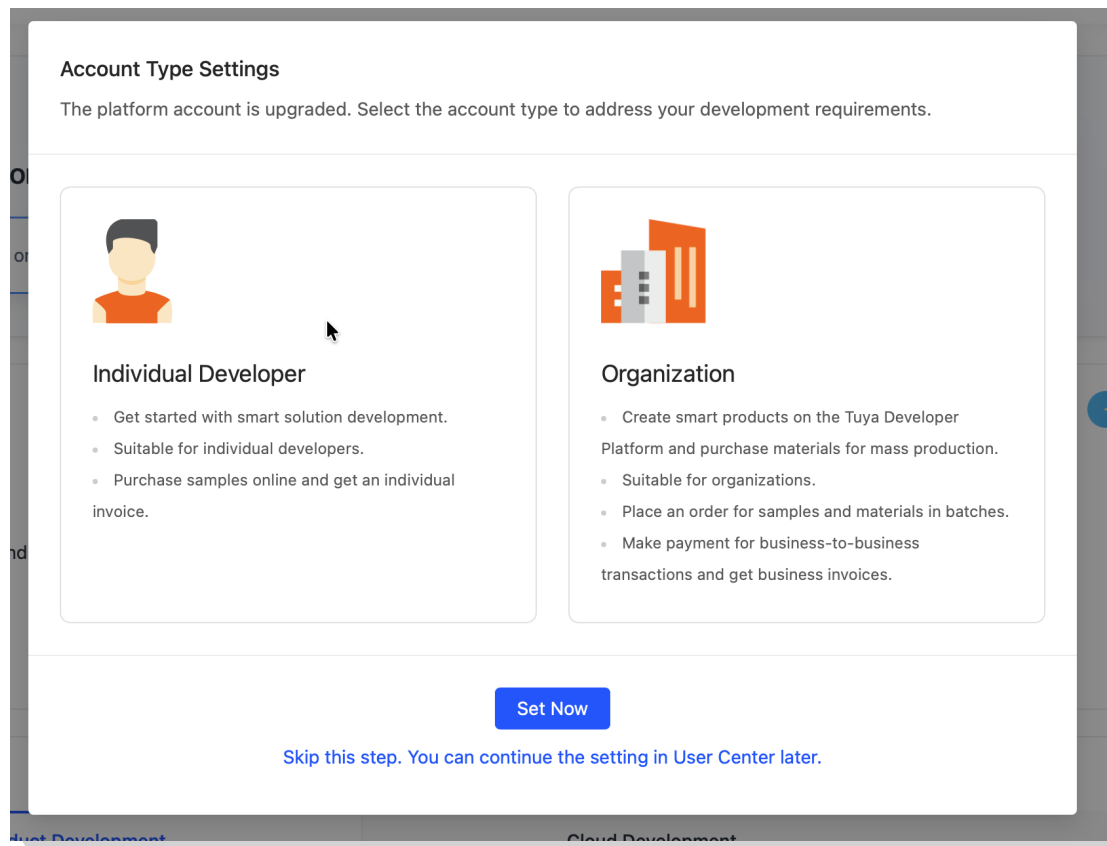 Account Type Settings
The platform account is upgraded. Select the account type to address your development requirements.
Individual Developer
Get started with smart solution development.
Suitable for individual developers.
Purchase samples online and get an individual
invoice.
Organization
Create smart products on the Tuya Developer
Platform and purchase materials for mass production.
Suitable for organizations.
Place an order for samples and materials in batches.
Make payment for business-to-business
transactions and get business invoices.
Set Now
Skip this step. You can continue the setting in User Center later.
Development
Cloud Development